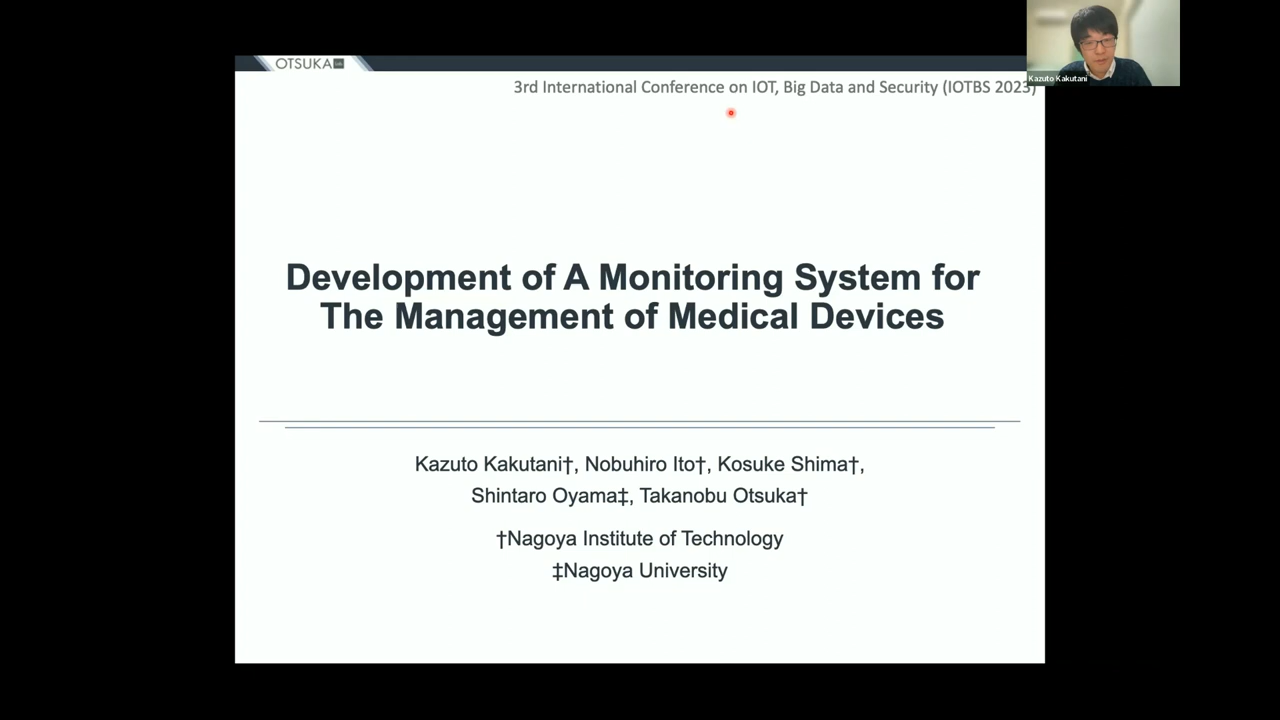 OTSUKA
Kazuto Kakutani
3rd International Conference on IOT, Big Data and Security (IOTBS 2023)
Development of A Monitoring System for
The Management of Medical Devices
Kazuto Kakutani†, Nobuhiro Ito†, Kosuke Shima†,
Shintaro Oyama‡, Takanobu Otsuka†
†Nagoya Institute of Technology
‡Nagoya University